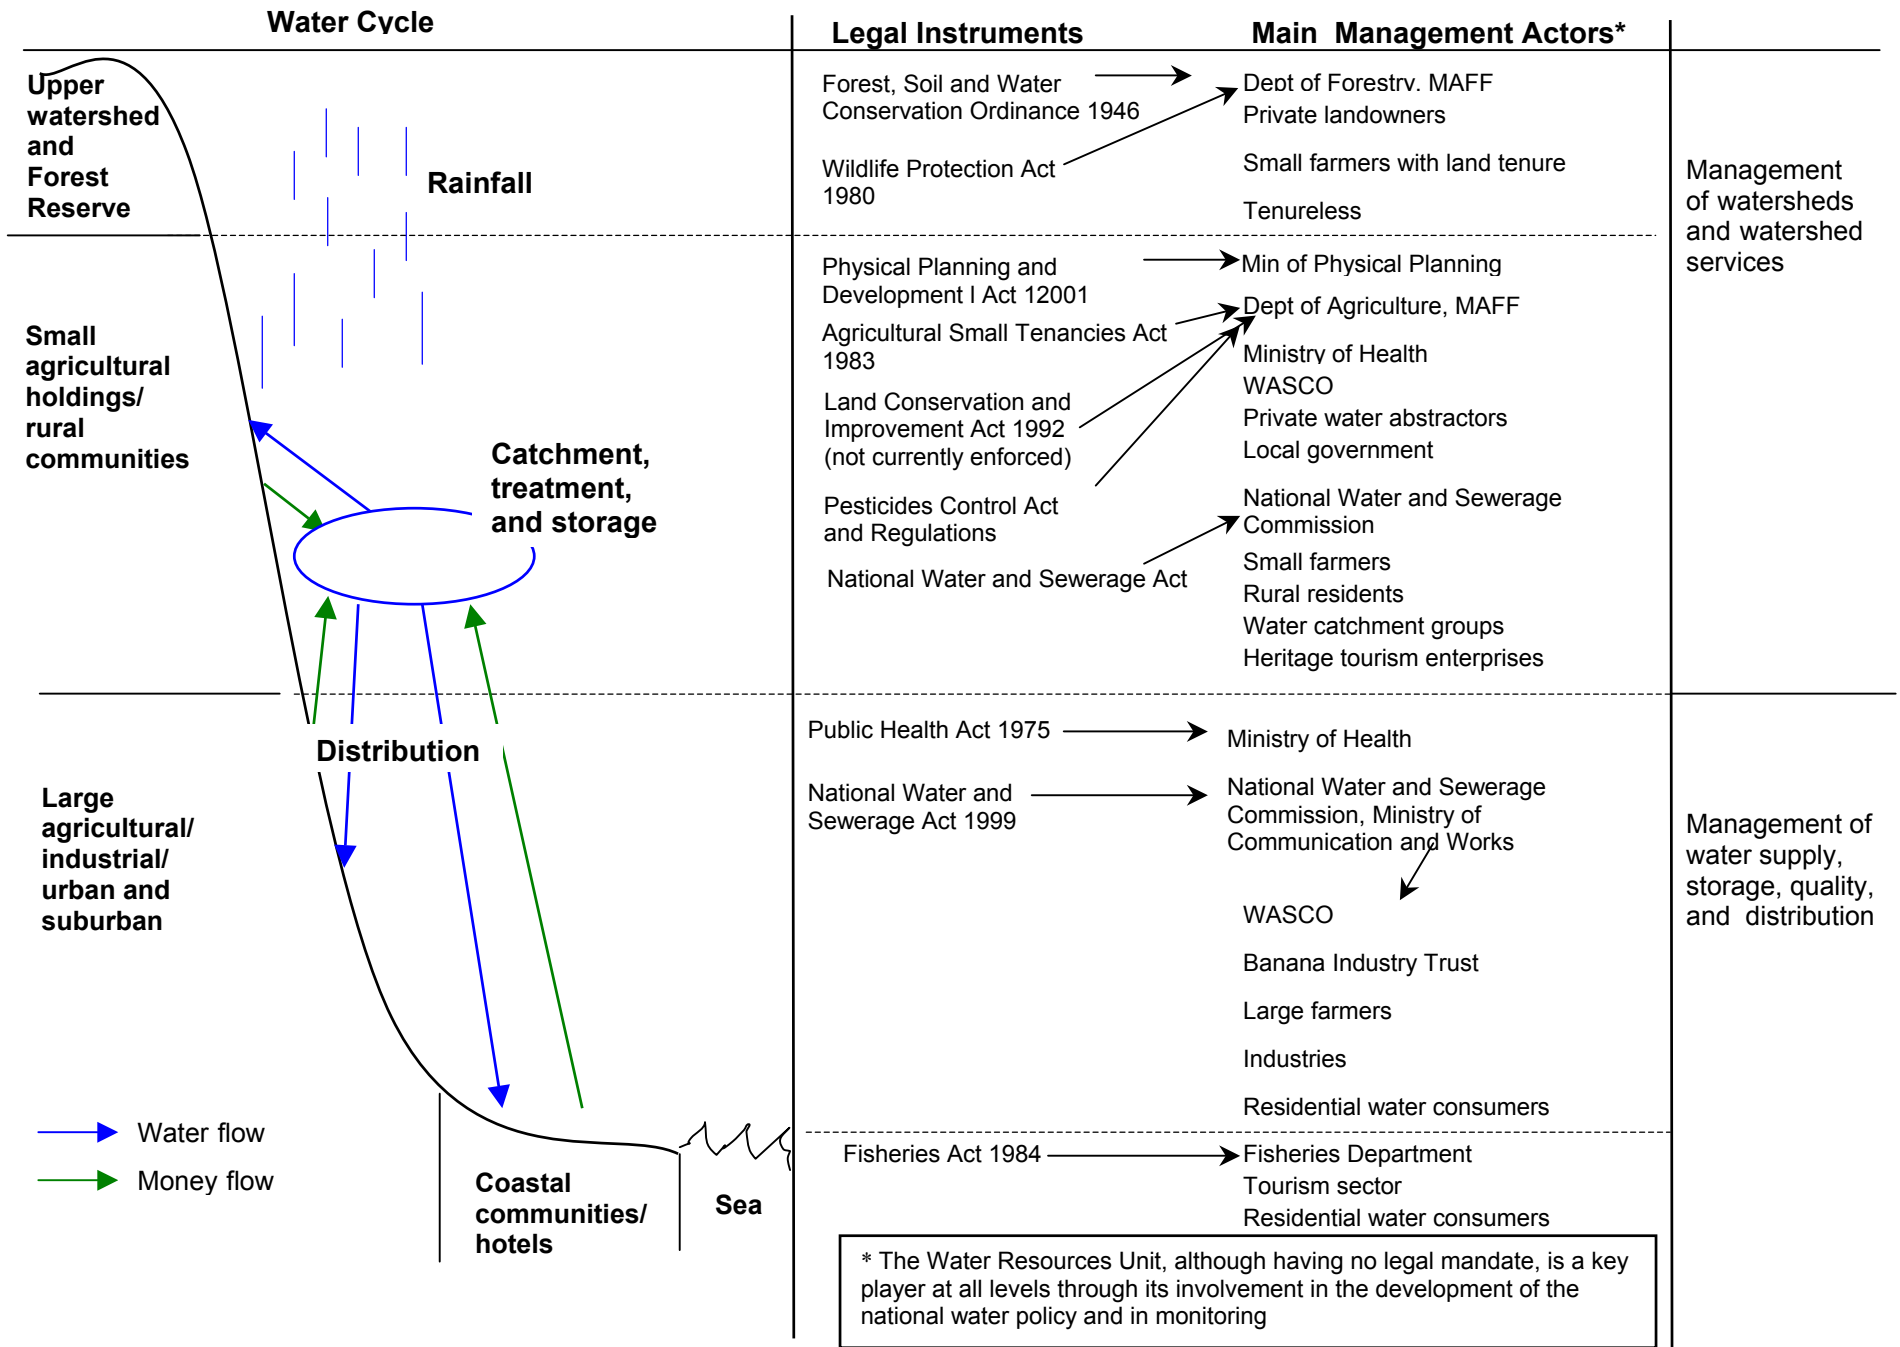 Water Cycle
Legal Instruments
Main Management Actors*
Upper
watershed
and
Forest
Reserve
Rainfall
Forest, Soil and Water
Conservation Ordinance 1946
Wildlife Protection Act
1980
Dept of Forestry, MAFF
Private landowners
Small farmers with land tenure
Tenureless
Management
of watersheds
and watershed
services
Small
agricultural
holdings/
rural
communities
Catchment,
treatment,
and storage
Physical Planning and
Development l Act 12001
Agricultural Small Tenancies Act
1983
Land Conservation and
Improvement Act 1992
(not currently enforced)
Pesticides Control Act
and Regulations
National Water and Sewerage Act
Min of Physical Planning
Dept of Agriculture, MAFF
Ministry of Health
WASCO
Private water abstractors
Local government
National Water and Sewerage
Commission
Small farmers
Rural residents
Water catchment groups
Heritage tourism enterprises
Distribution
Large
agricultural/
industrial/
urban and
suburban
Public Health Act 1975
National Water and
Sewerage Act 1999
Ministry of Health
National Water and Sewerage
Commission, Ministry of
Communication and Works
WASCO
Banana Industry Trust
Large farmers
Industries
Residential water consumers
Management of
water supply,
storage, quality,
and distribution
Water flow
Money flow
Coastal
communities/
hotels
Sea
Fisheries Act 1984
Fisheries Department
Tourism sector
Residential water consumers
* The Water Resources Unit, although having no legal mandate, is a key
player at all levels through its involvement in the development of the
national water policy and in monitoring